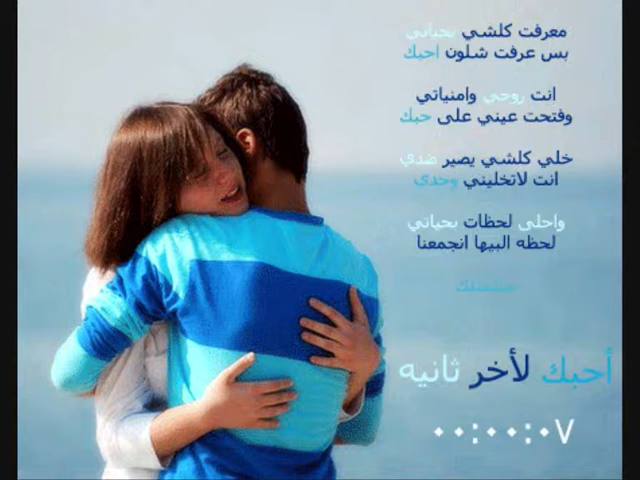 معرفت كلشي بحياتي
بس عرفت شلون احبك
انت روحي وامنياتي
وفتحت عيني على حبك
خلي كلشي يصير ضدي
انت لاتخليني وحدي
واحلى لحظات بحياتي
لحظه البيها انجمعنا
أحبك لأخر ثانيه
٠٠:٠٠:٠٧